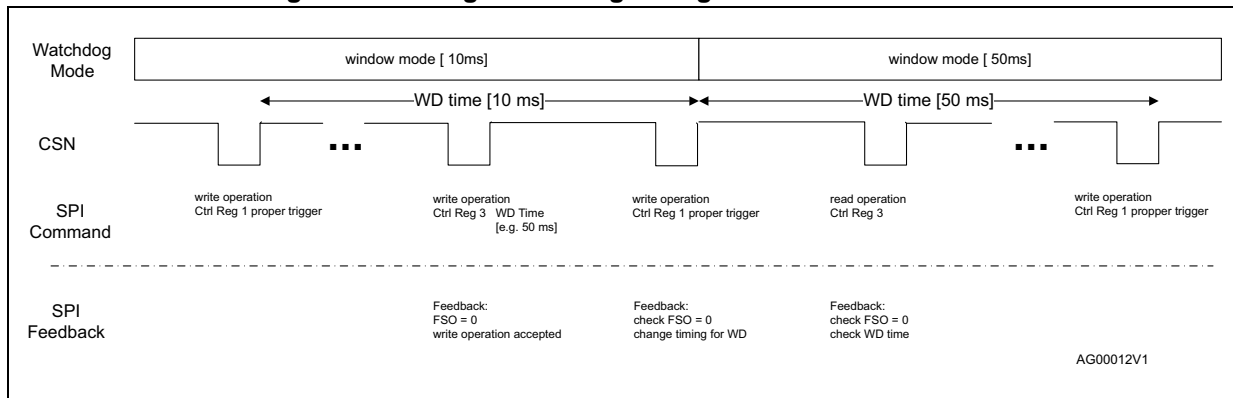 Watchdog
Mode
window mode [ 10ms]
window mode [ 50ms]
WD time [10 ms]
WD time [50 ms]
CSN
...
...
SPI
Command
write operation
Ctrl Reg 1 proper trigger
write operation
Ctrl Reg 3   WD Time
[e.g. 50 ms]
write operation
Ctrl Reg 1 proper trigger
read operation
Ctrl Reg 3
write operation
Ctrl Reg 1 propper trigger
SPI
Feedback
Feedback:
FSO = 0
write operation accepted
Feedback:
check FSO = 0
change timing for WD
Feedback:
check FSO = 0
check WD time
AG00012V1